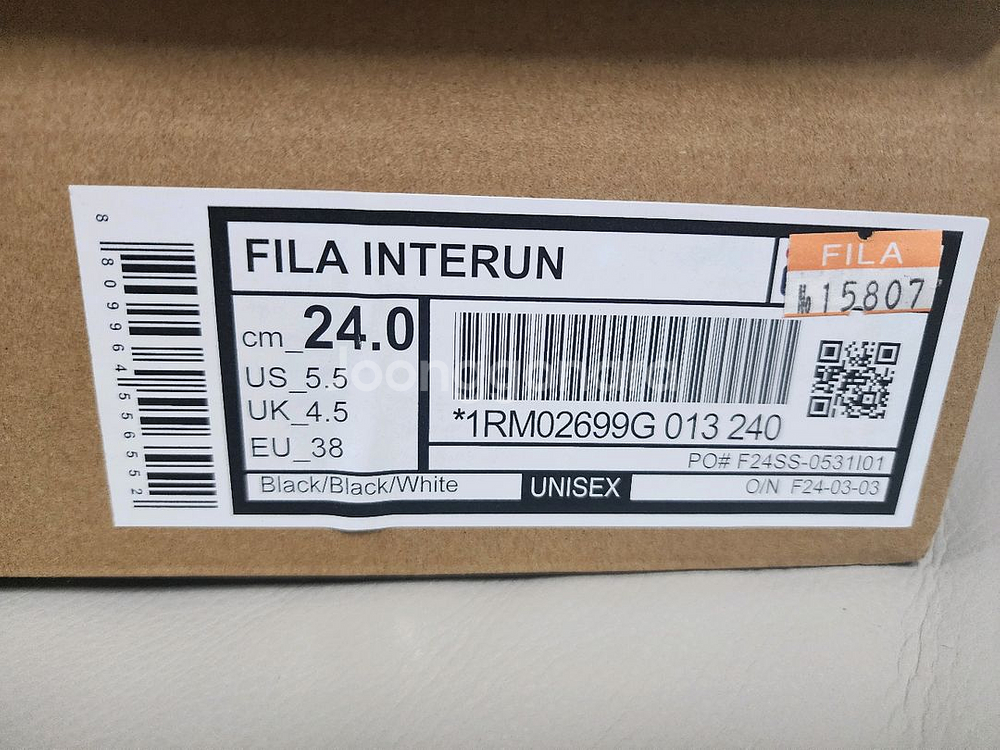 8 809964 556552
FILA INTERUN
FILA
15807
cm_24.0
US_5.5
UK_4.5
EU_38
*1RM02699G 013 240
PO# F24SS-0531I01
O/N F24-03-03
Black/Black/White
UNISEX
joonggonara